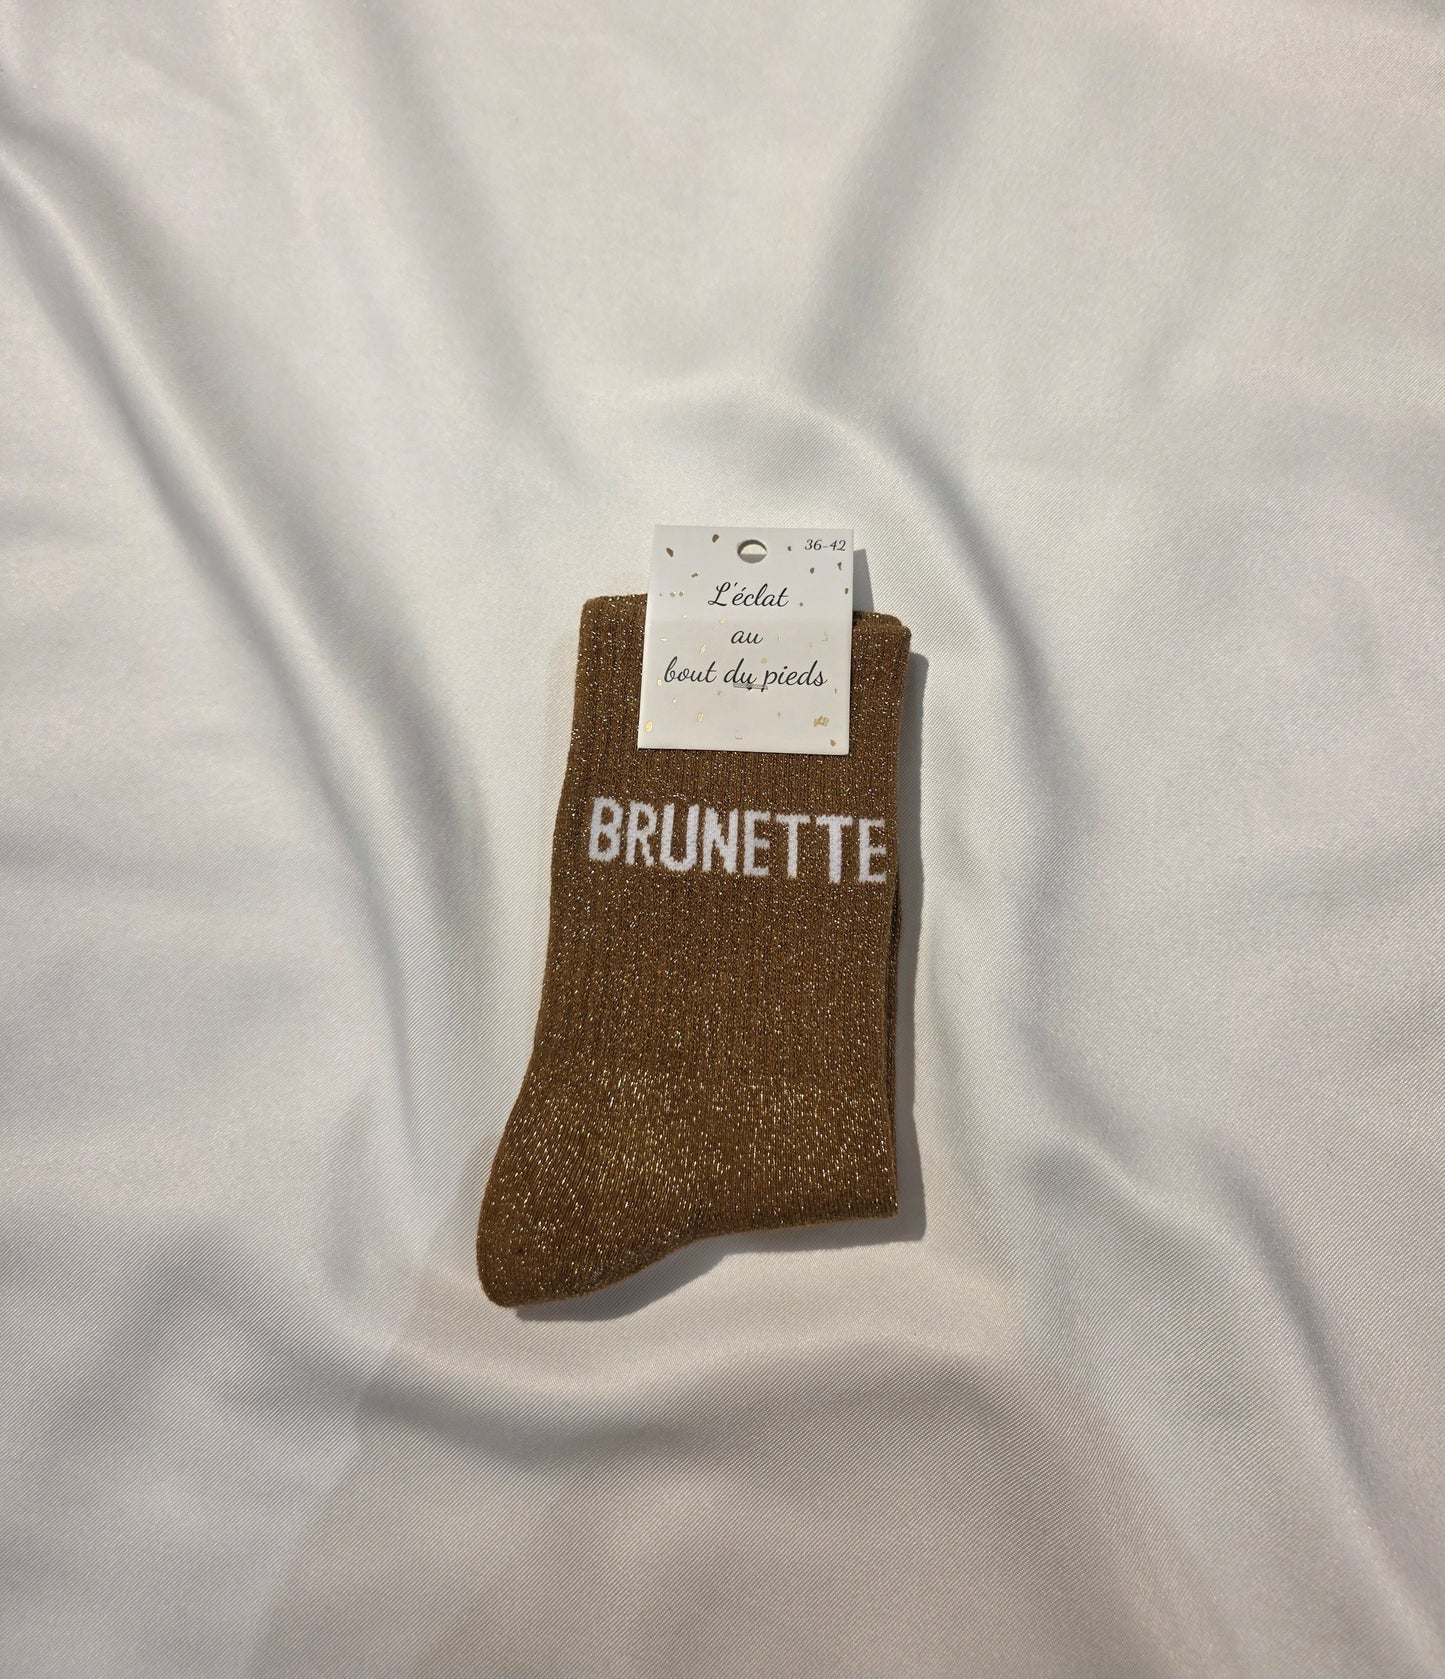 36-42
L'éclat
au
bout du pieds
BRUNETTE